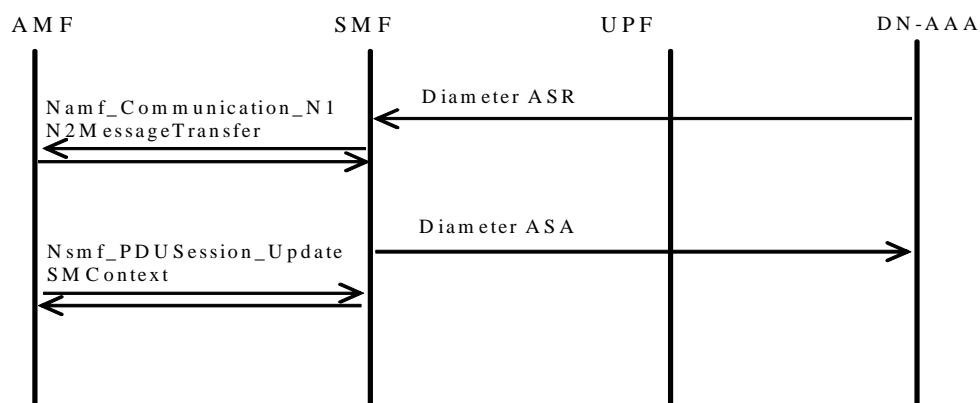 AMF
SMF
UPF
DN-AAA
Diameter ASR
Namf_Communication_N1
N2MessageTransfer
Diameter ASA
Nsmf_PDUSession_Update
SMContext